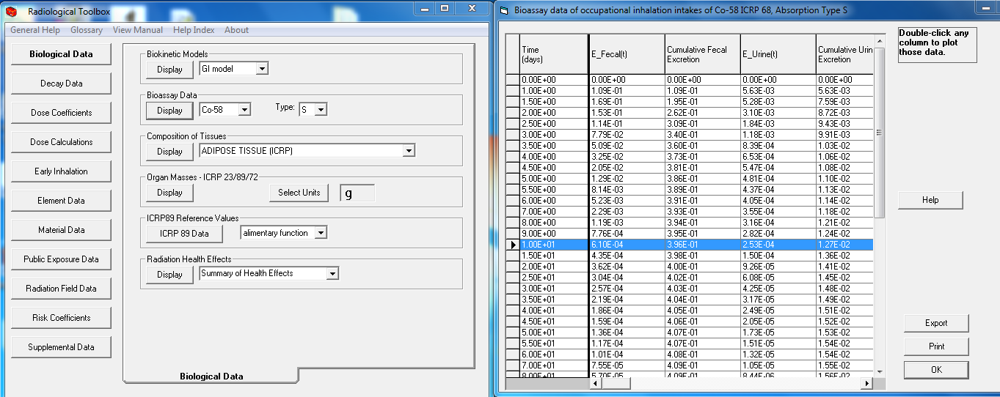 Radiological Toolbox
General Help Glossary View Manual Help Index About
Biological Data
Decay Data
Dose Coefficients
Dose Calculations
Early Inhalation
Element Data
Material Data
Public Exposure Data
Radiation Field Data
Risk Coefficients
Supplemental Data
Biokinetic Models
Display GI model
Bioassay Data
Display Co-58 Type: S
Composition of Tissues
Display ADIPOSE TISSUE (ICRP)
Organ Masses - ICRP 23/89/72
Display Select Units g
ICRP89 Reference Values
ICRP 89 Data alimentary function
Radiation Health Effects
Display Summary of Health Effects
Biological Data
Bioassay data of occupational inhalation intakes of Co-58 ICRP 68, Absorption Type S
Time (days) E_Fecal(t) Cumulative Fecal Excretion E_Urine(t) Cumulative Urin Excretion
0.00E+00 0.00E+00 0.00E+00 0.00E+00 0.00E+00
1.00E+00 1.09E-01 1.09E-01 5.63E-03 5.63E-03
1.50E+00 1.69E-01 1.95E-01 5.28E-03 7.59E-03
2.00E+00 1.53E-01 2.62E-01 3.10E-03 8.72E-03
2.50E+00 1.14E-01 3.09E-01 1.84E-03 9.43E-03
3.00E+00 7.79E-02 3.40E-01 1.18E-03 9.91E-03
3.50E+00 5.09E-02 3.60E-01 8.39E-04 1.03E-02
4.00E+00 3.25E-02 3.73E-01 6.53E-04 1.06E-02
4.50E+00 2.05E-02 3.81E-01 5.47E-04 1.08E-02
5.00E+00 1.29E-02 3.86E-01 4.81E-04 1.10E-02
5.50E+00 8.14E-03 3.89E-01 4.37E-04 1.13E-02
6.00E+00 5.23E-03 3.91E-01 4.05E-04 1.14E-02
7.00E+00 2.29E-03 3.93E-01 3.55E-04 1.18E-02
8.00E+00 1.19E-03 3.94E-01 3.16E-04 1.21E-02
9.00E+00 7.76E-04 3.95E-01 2.82E-04 1.24E-02
1.00E+01 6.10E-04 3.96E-01 2.53E-04 1.27E-02
1.50E+01 4.35E-04 3.98E-01 1.50E-04 1.36E-02
2.00E+01 3.62E-04 4.00E-01 9.26E-05 1.41E-02
2.50E+01 3.04E-04 4.02E-01 6.08E-05 1.45E-02
3.00E+01 2.57E-04 4.03E-01 4.25E-05 1.48E-02
3.50E+01 2.19E-04 4.04E-01 3.17E-05 1.49E-02
4.00E+01 1.86E-04 4.05E-01 2.49E-05 1.51E-02
4.50E+01 1.59E-04 4.06E-01 2.05E-05 1.52E-02
5.00E+01 1.36E-04 4.07E-01 1.73E-05 1.53E-02
5.50E+01 1.17E-04 4.07E-01 1.51E-05 1.54E-02
6.00E+01 1.01E-04 4.08E-01 1.32E-05 1.54E-02
7.00E+01 7.55E-05 4.09E-01 1.05E-05 1.55E-02
8.00E+01 5.70E-05 4.09E-01 8.44E-06 1.56E-02
Double-click any
column to plot
those data.
Help
Export
Print
OK